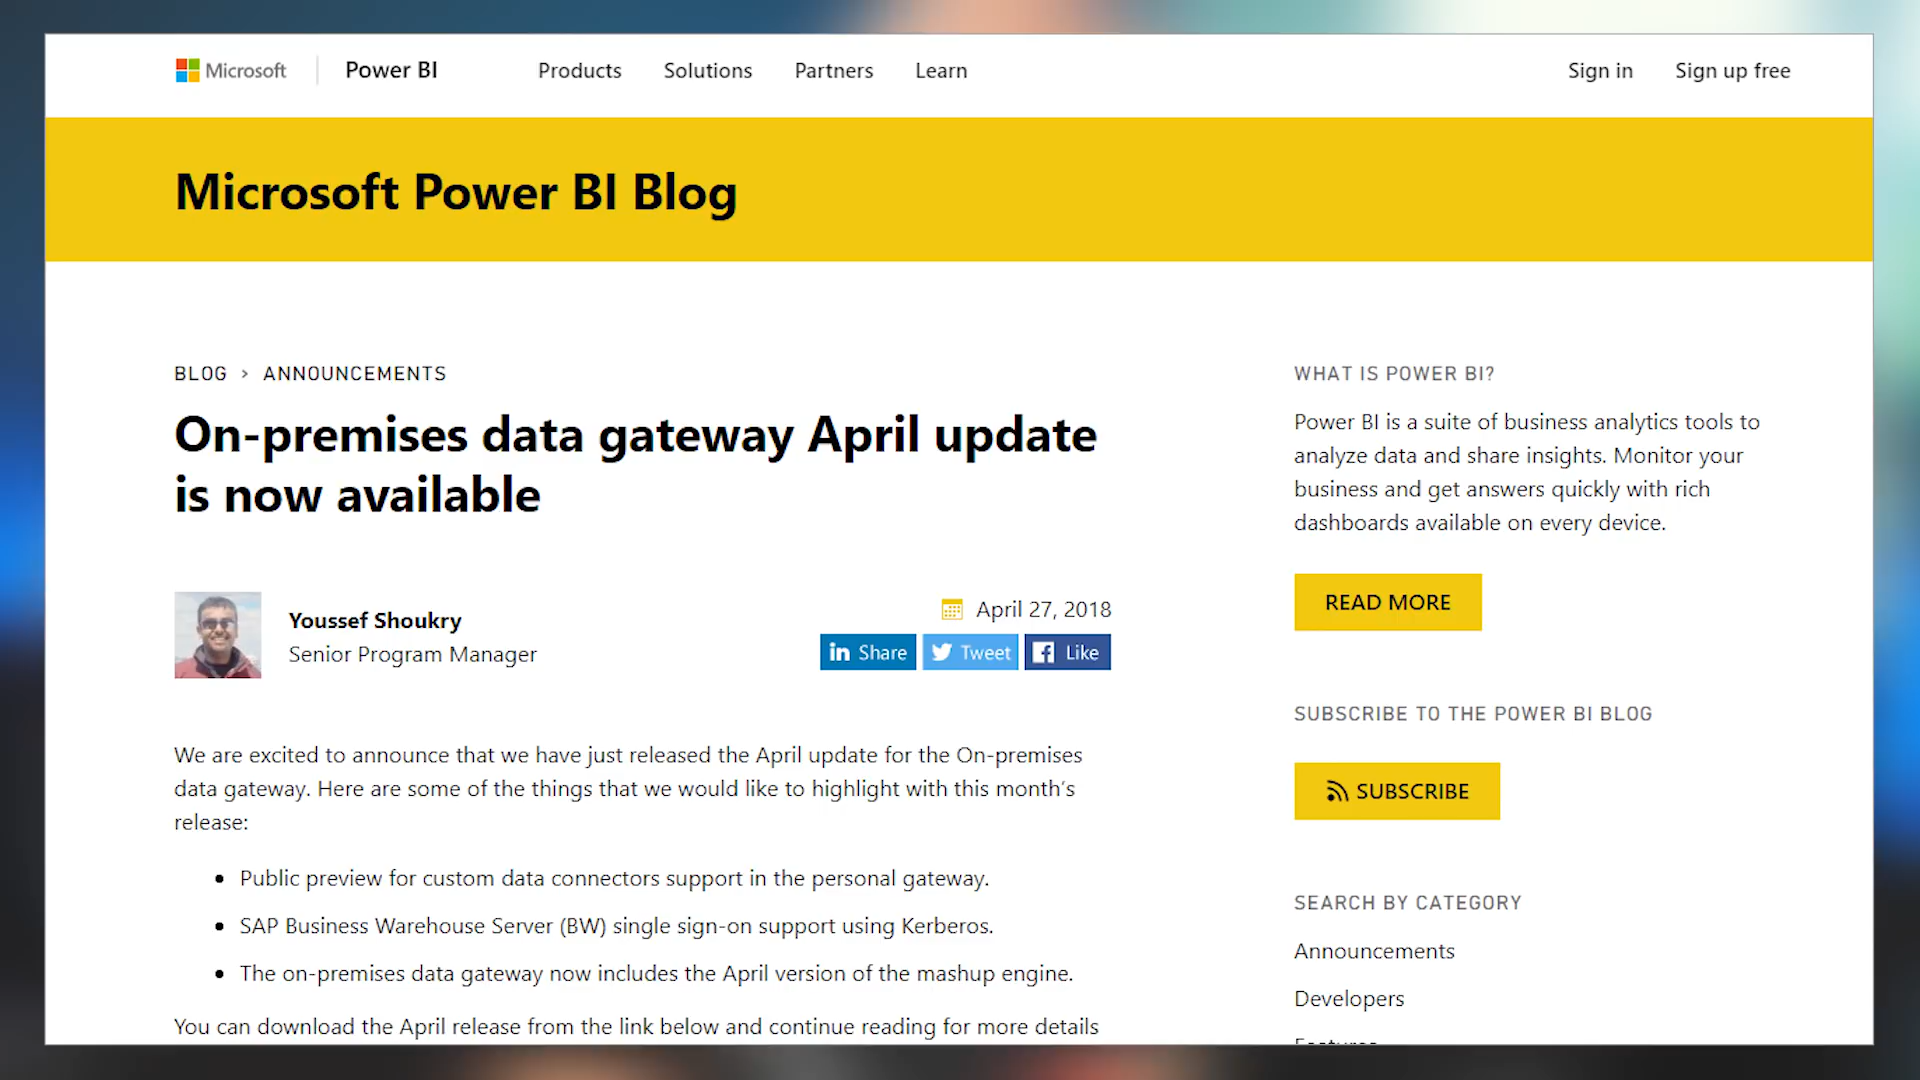 Microsoft
Power BI
Products
Solutions
Partners
Learn
Sign in
Sign up free
Microsoft Power BI Blog
BLOG > ANNOUNCEMENTS
On-premises data gateway April update
is now available
Youssef Shoukry
Senior Program Manager
April 27, 2018
in Share
Tweet
Like
We are excited to announce that we have just released the April update for the On-premises
data gateway. Here are some of the things that we would like to highlight with this month's
release:
• Public preview for custom data connectors support in the personal gateway.
• SAP Business Warehouse Server (BW) single sign-on support using Kerberos.
• The on-premises data gateway now includes the April version of the mashup engine.
You can download the April release from the link below and continue reading for more details
WHAT IS POWER BI?
Power BI is a suite of business analytics tools to
analyze data and share insights. Monitor your
business and get answers quickly with rich
dashboards available on every device.
READ MORE
SUBSCRIBE TO THE POWER BI BLOG
SUBSCRIBE
SEARCH BY CATEGORY
Announcements
Developers
Features